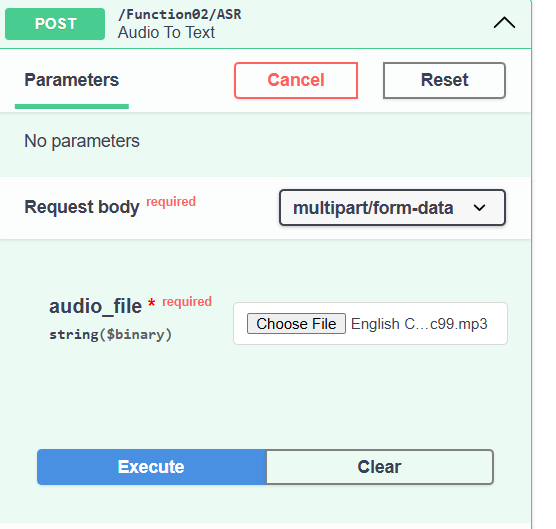 POST /Function02/ASR
Audio To Text
Parameters Cancel Reset
No parameters
Request body required multipart/form-data
audio_file * required
string($binary)
Choose File English C...c99.mp3
Execute Clear